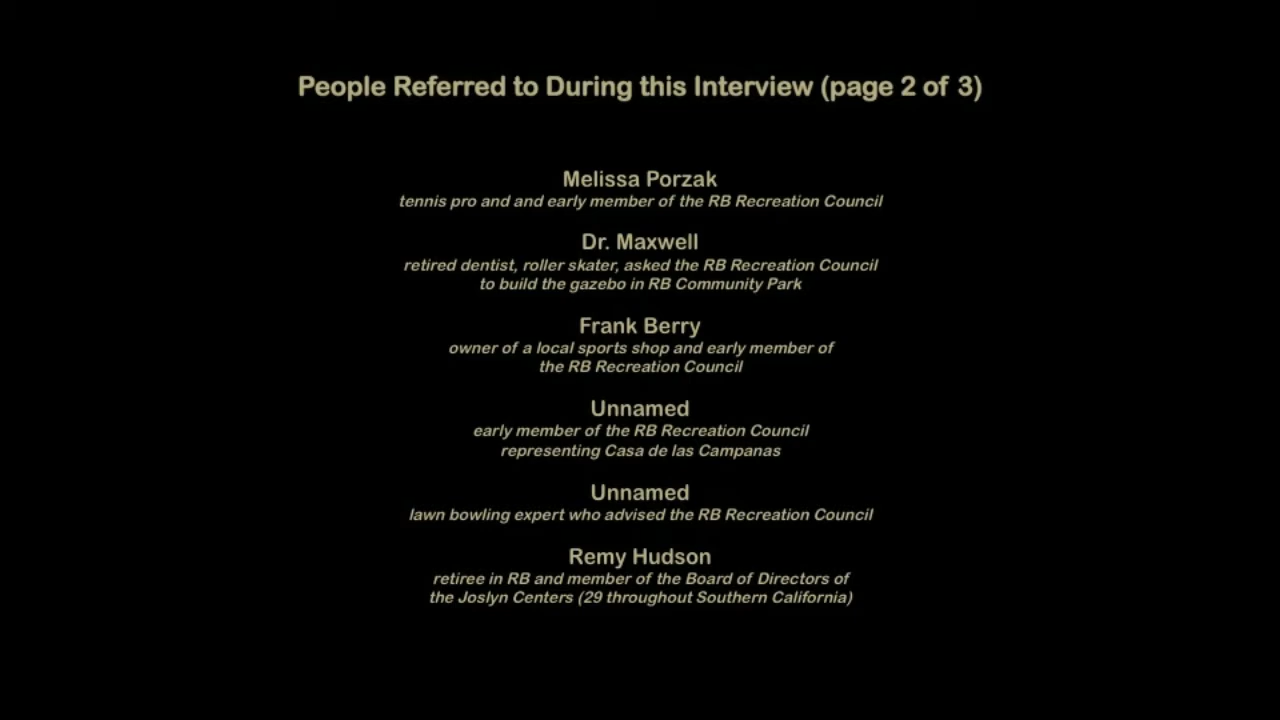 People Referred to During this Interview (page 2 of 3)
Melissa Porzak
tennis pro and and early member of the RB Recreation Council
Dr. Maxwell
retired dentist, roller skater, asked the RB Recreation Council
to build the gazebo in RB Community Park
Frank Berry
owner of a local sports shop and early member of
the RB Recreation Council
Unnamed
early member of the RB Recreation Council
representing Casa de las Campanas
Unnamed
lawn bowling expert who advised the RB Recreation Council
Remy Hudson
retiree in RB and member of the Board of Directors of
the Joslyn Centers (29 throughout Southern California)